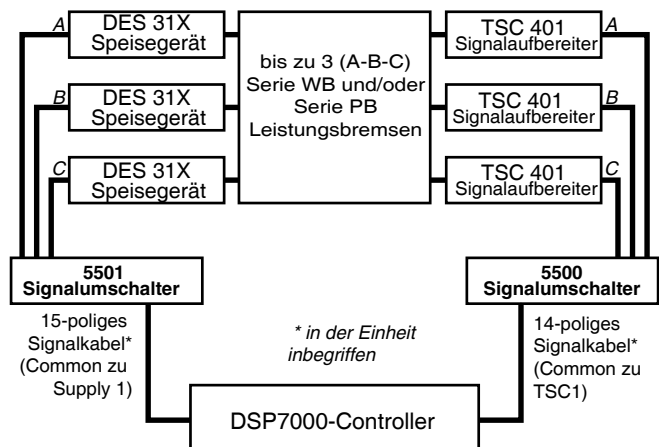 A
DES 31X
Speisegerät
B
DES 31X
Speisegerät
C
DES 31X
Speisegerät
bis zu 3 (A-B-C)
Serie WB und/oder
Serie PB
Leistungsbremsen
TSC 401
Signalaufbereiter
A
TSC 401
Signalaufbereiter
B
TSC 401
Signalaufbereiter
C
5501
Signalumschalter
5500
Signalumschalter
15-poliges
Signalkabel*
(Common zu
Supply 1)
* in der Einheit
inbegriffen
14-poliges
Signalkabel*
(Common zu
TSC1)
DSP7000-Controller